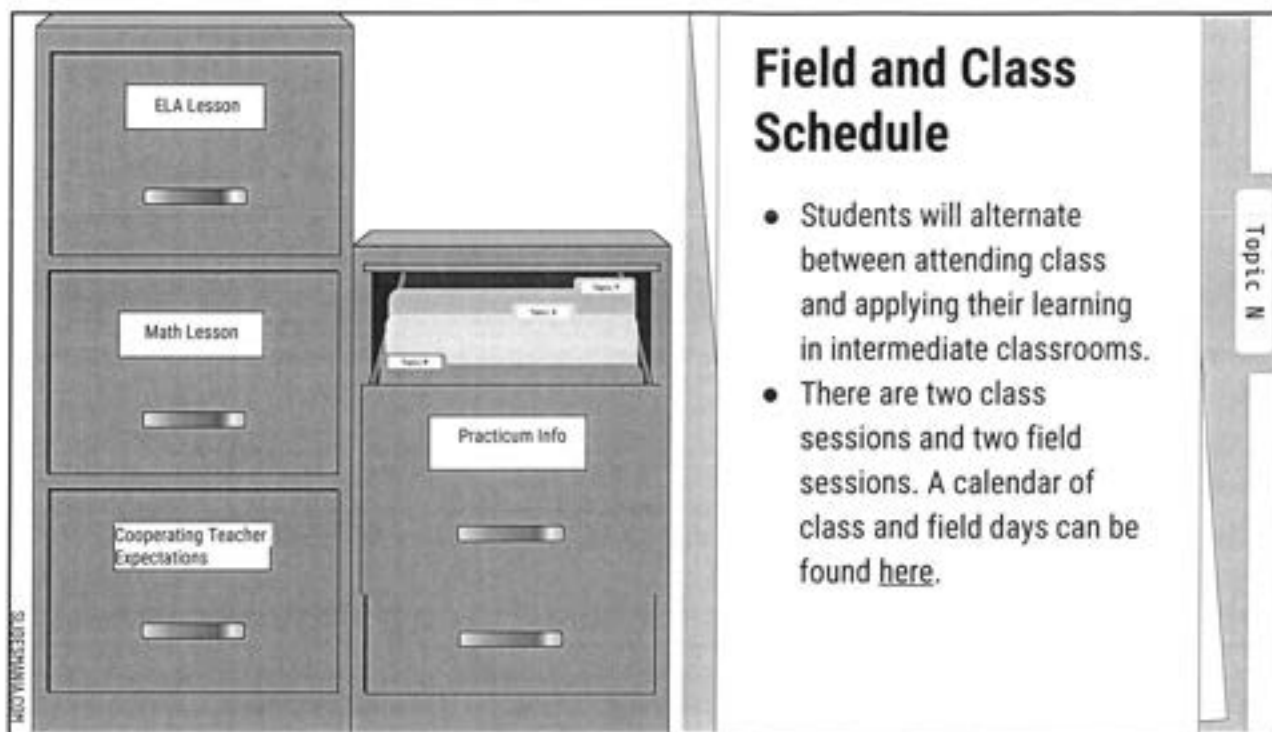 ELA Lesson
Math Lesson
Cooperating Teacher
Expectations
Practicum Info
Field and Class
Schedule
● Students will alternate
between attending class
and applying their learning
in intermediate classrooms.
● There are two class
sessions and two field
sessions. A calendar of
class and field days can be
found here.
Topic N
SLIDESMANIA.COM